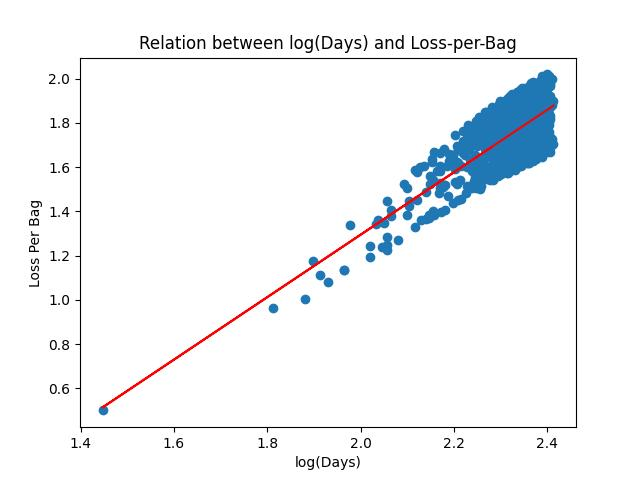 Relation between log(Days) and Loss-per-Bag
Loss Per Bag
2.0
1.8
1.6
1.4
1.2
1.0
0.8
0.6
1.4 1.6 1.8 2.0 2.2 2.4
log(Days)